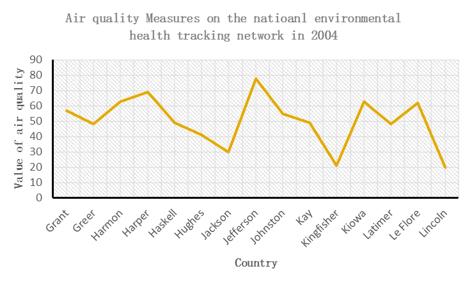 Air quality Measures on the natioanl environmental
health tracking network in 2004
Value of air quality
90
80
70
60
50
40
30
20
10
0
Grant
Greer
Harmon
Harper
Haskell
Hughes
Jackson
Jefferson
Johnston
Kay
Kingfisher
Kiowa
Latimer
Le Flore
Lincoln
Country